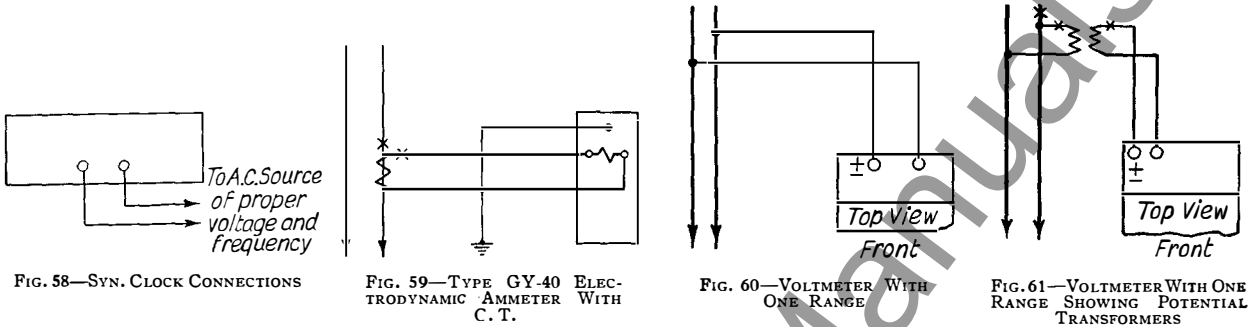 To A.C. Source
of proper
voltage and
frequency
FIG. 58—SYN. CLOCK CONNECTIONS
FIG. 59—TYPE GY-40 ELEC-
TRODYNAMIC AMMETER WITH
C. T.
±
Top View
Front
FIG. 60—VOLTMETER WITH
ONE RANGE
±
Top View
Front
FIG. 61—VOLTMETER WITH ONE
RANGE SHOWING POTENTIAL
TRANSFORMERS
Manuals